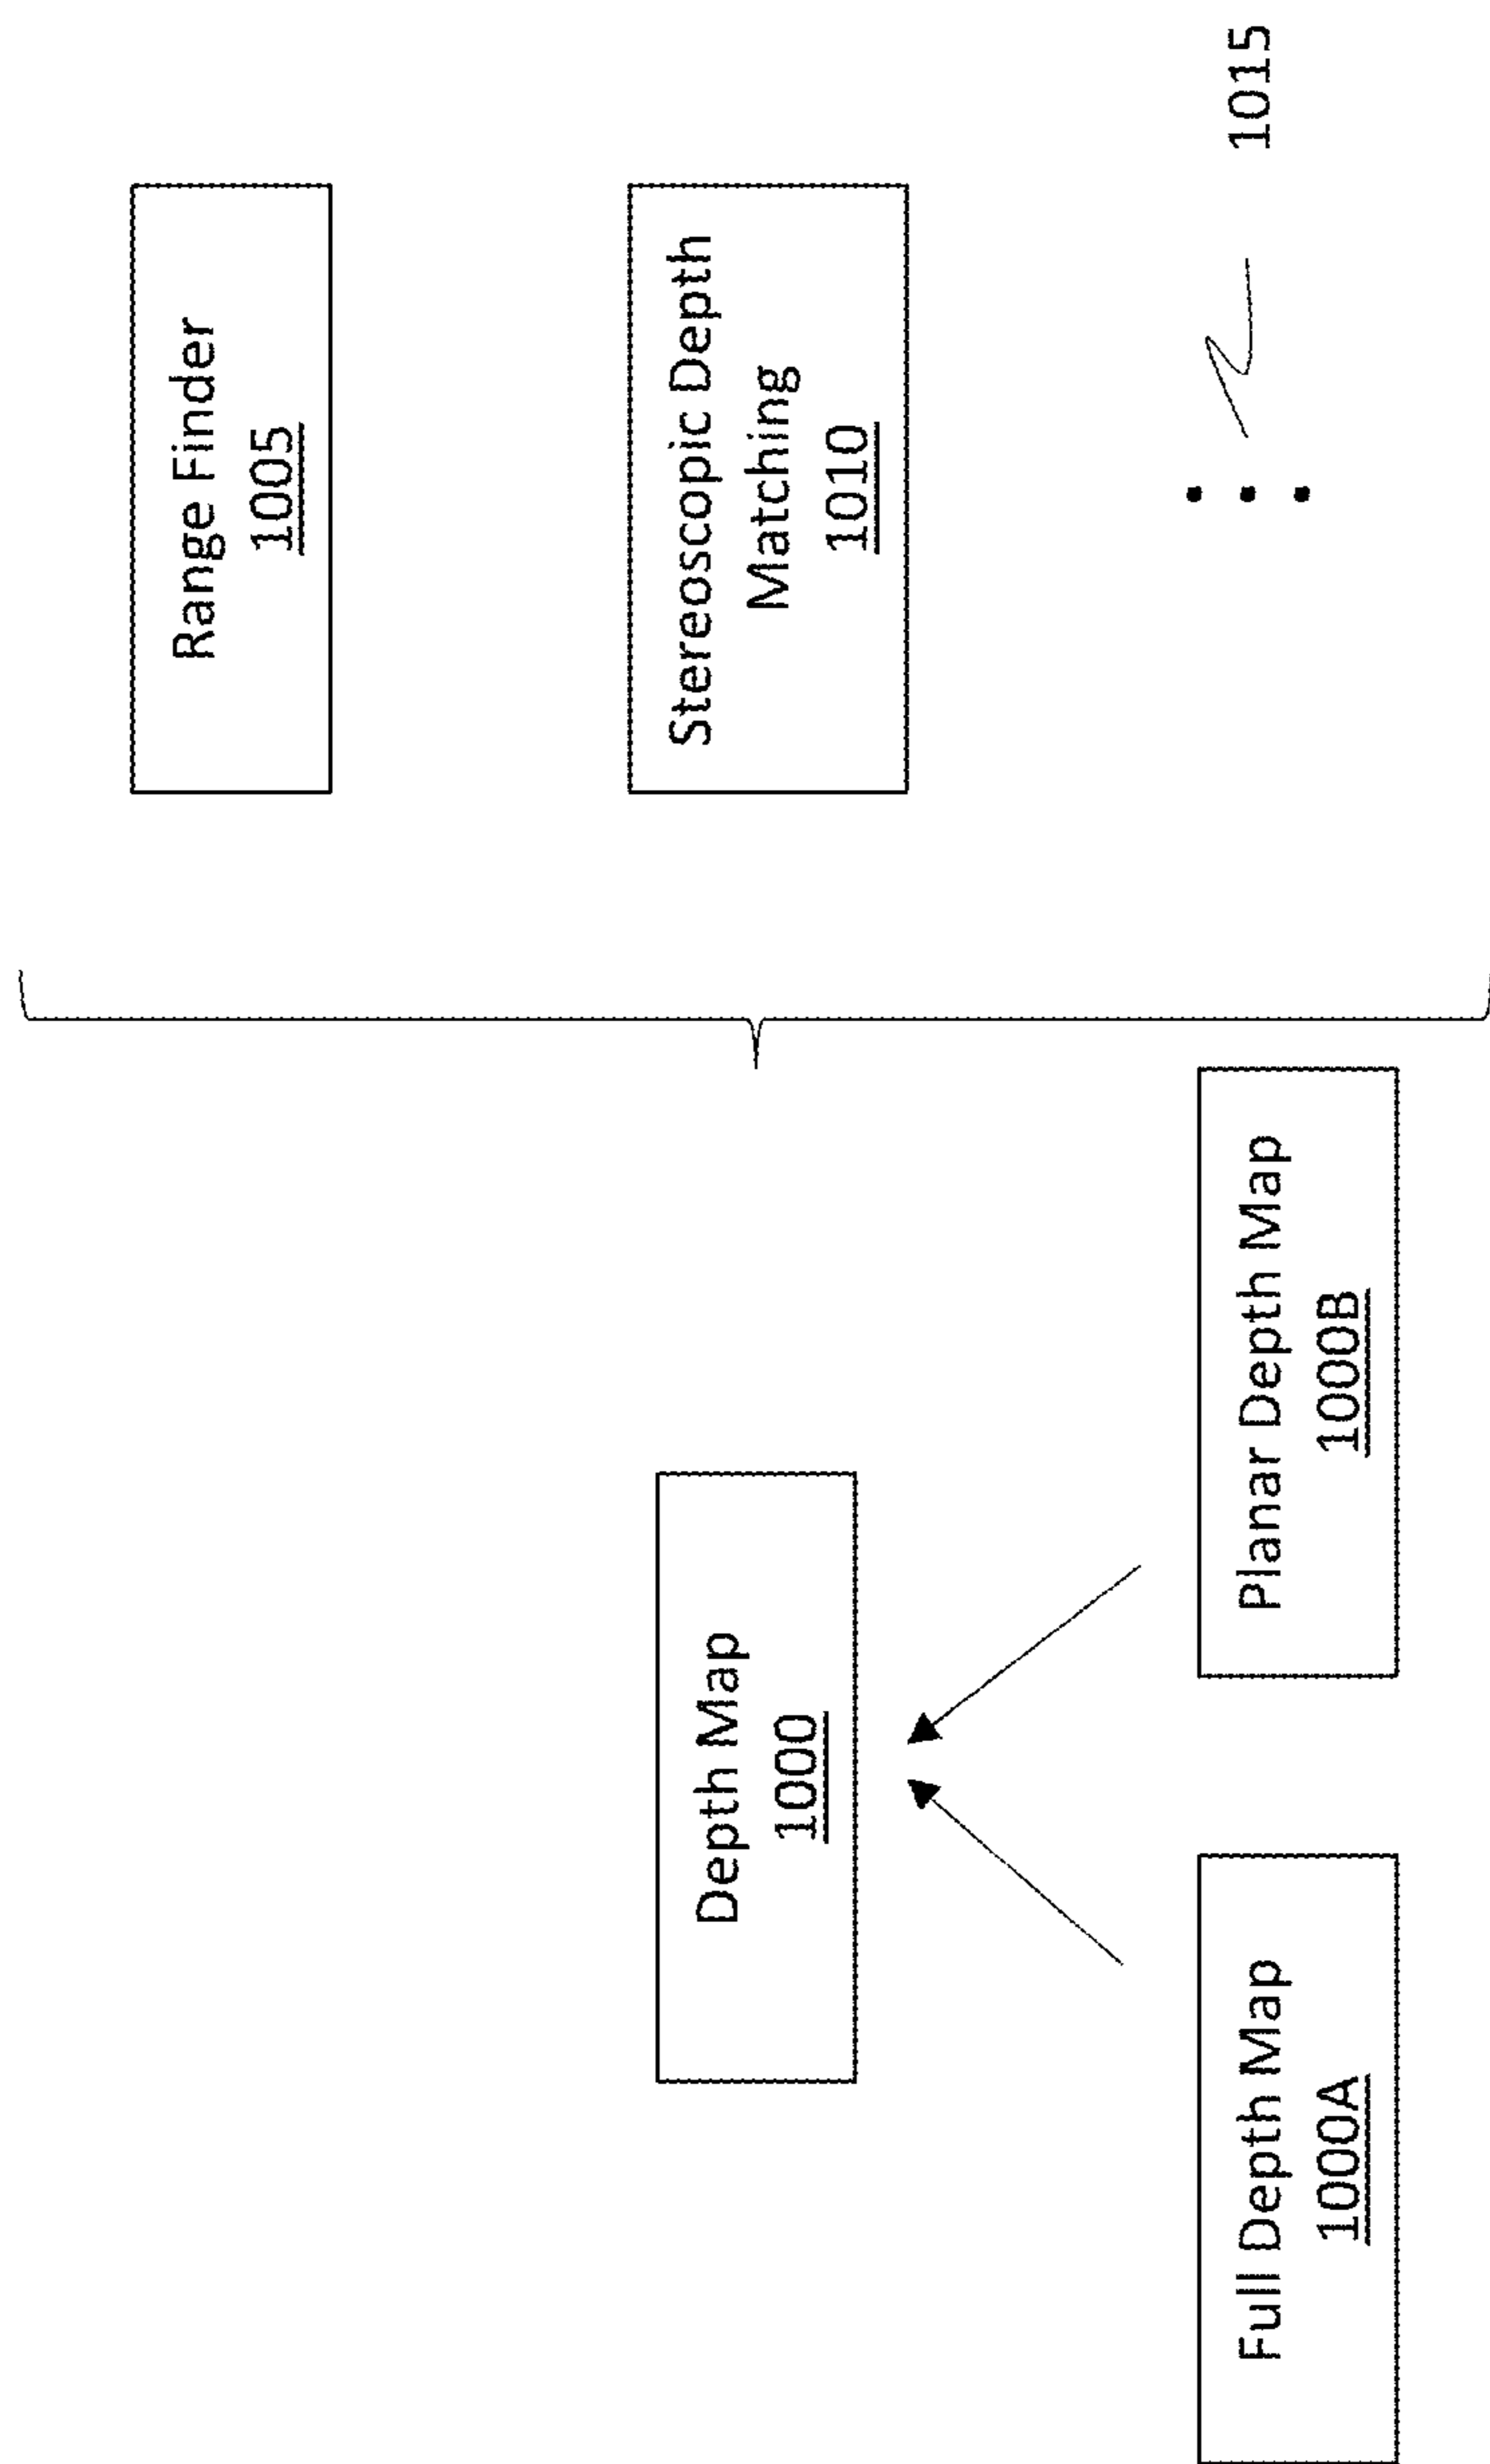 Depth Map
1000
Full Depth Map
1000A
Planar Depth Map
1000B
Range Finder
1005
Stereoscopic Depth
Matching
1010
1015